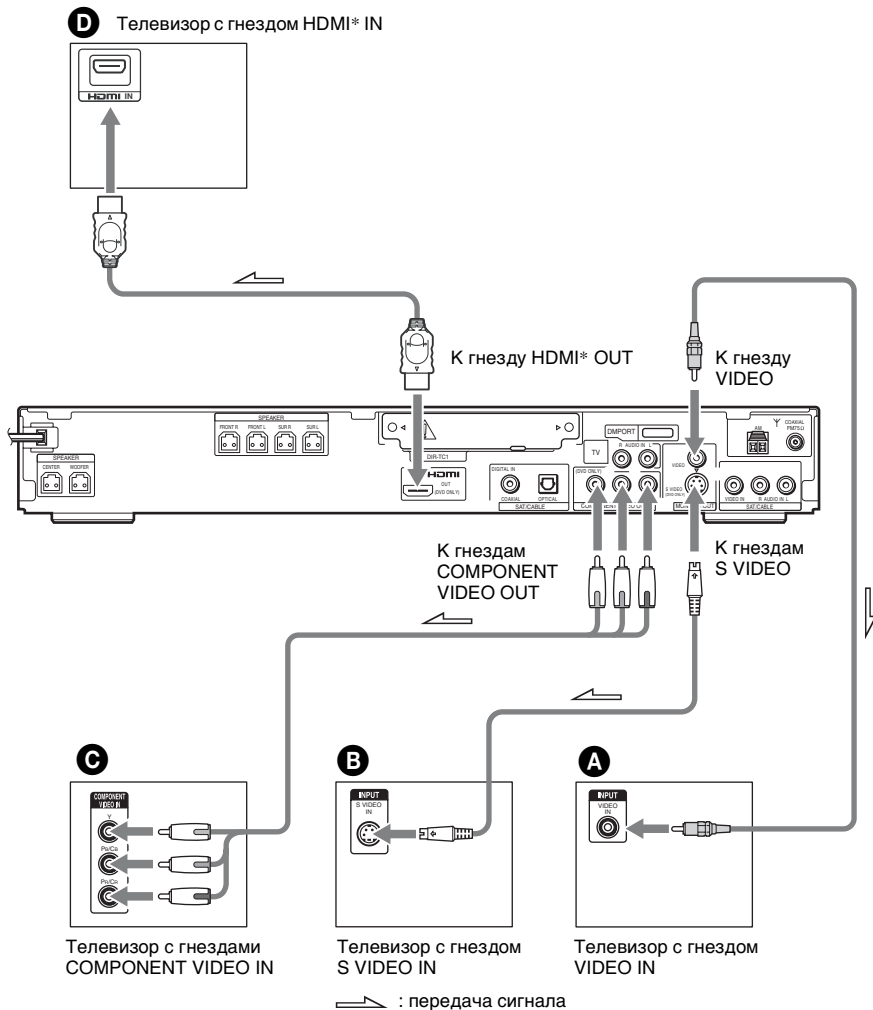 D Телевизор с гнездом HDMI* IN
HDMI IN
К гнезду HDMI* OUT
К гнезду
VIDEO
SPEAKER
FRONT R FRONT L SUR R SUR L
SPEAKER
CENTER WOOFER
DIR-TC1
HDMI
OUT
(DVD ONLY)
DIGITAL IN
COAXIAL OPTICAL
SAT/CABLE
DMPORT
TV
R AUDIO IN L
(DVD ONLY)
VIDEO
S VIDEO
(DVD ONLY)
AM
COAXIAL
FM75Ω
VIDEO IN R AUDIO IN L
SAT/CABLE
К гнездам
COMPONENT
VIDEO OUT
К гнездам
S VIDEO
C
COMPONENT
VIDEO IN
Y
PB/CB
PR/CR
Телевизор с гнездами
COMPONENT VIDEO IN
B
INPUT
S VIDEO
IN
Телевизор с гнездом
S VIDEO IN
A
INPUT
VIDEO
IN
Телевизор с гнездом
VIDEO IN
: передача сигнала